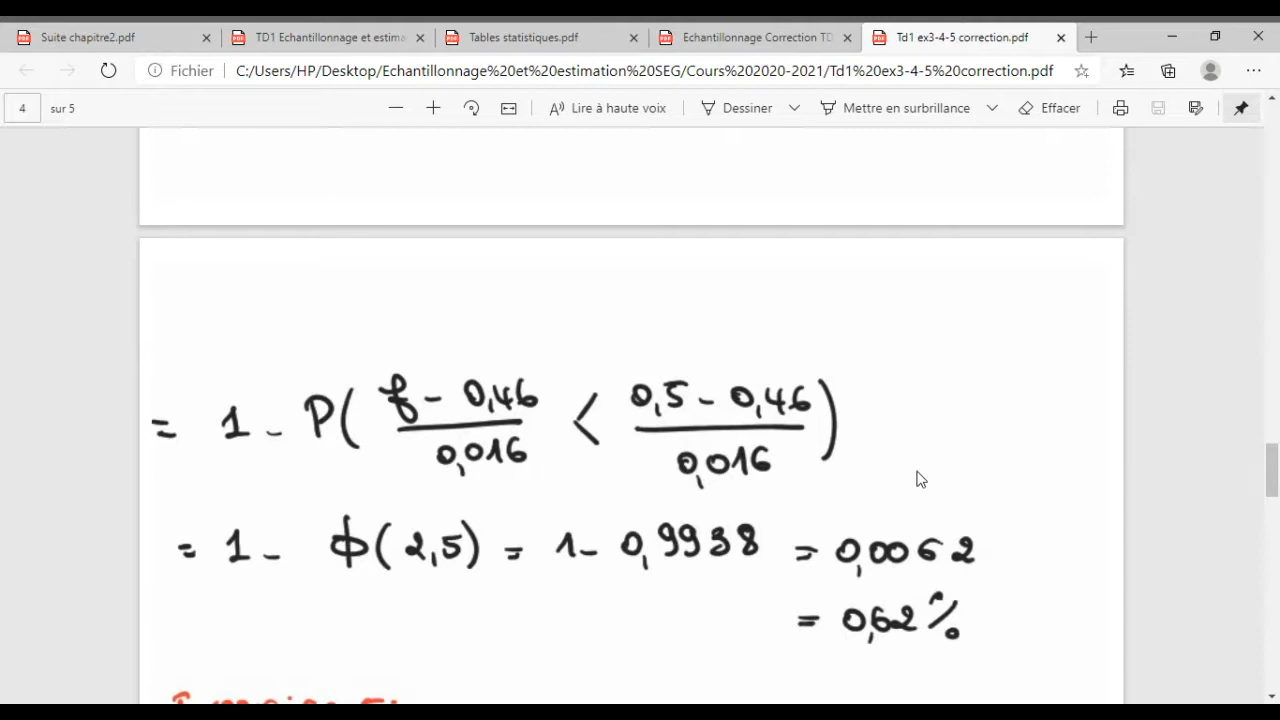 Suite chapitre2.pdf
TD1 Echantillonnage et estima
Tables statistiques.pdf
Echantillonnage Correction TD
Td1 ex3-4-5 correction.pdf
Fichier
C:/Users/HP/Desktop/Echantillonnage%20et%20estimation%20SEG/Cours%202020-2021/Td1%20ex3-4-5%20correction.pdf
4 sur 5
Lire à haute voix
Dessiner
Mettre en surbrillance
Effacer
= 1 - P( (f - 0,46)/0,016 < (0,5 - 0,46)/0,016 )
= 1 - ϕ(2,5) = 1 - 0,9938 = 0,0062
= 0,62 %